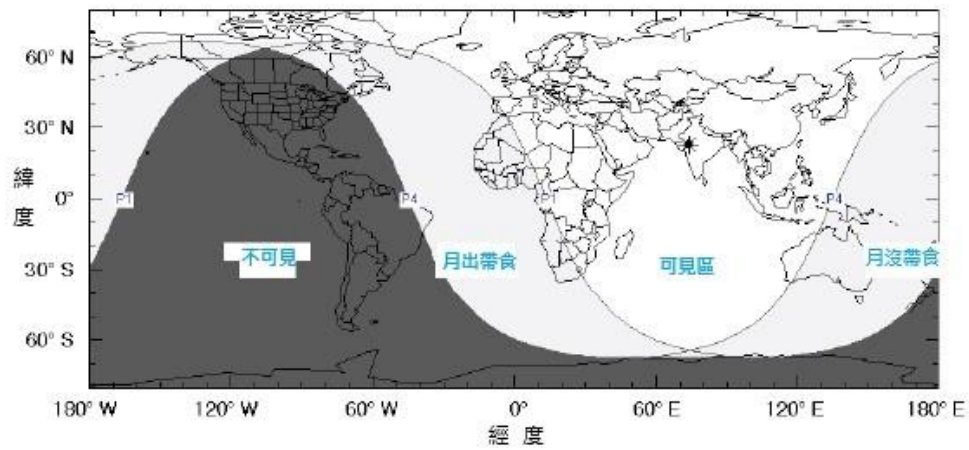 60° N
30° N
緯
度
0°
P1
P4
P1
P4
不可見
月出帶食
可見區
月沒帶食
30° S
60° S
180° W
120° W
60° W
0°
60° E
120° E
180° E
經 度